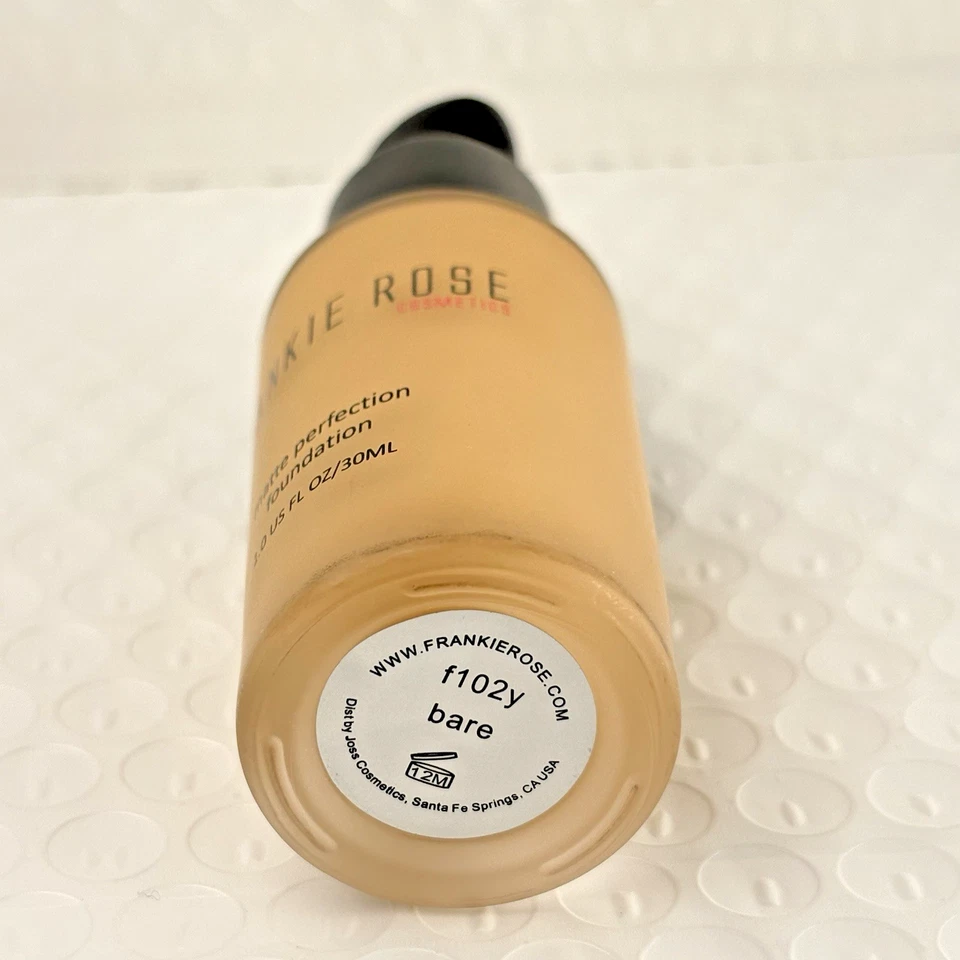 NKIE ROSE
COSMETICS
matte perfection
foundation
1.0 US FL OZ/30ML
WWW.FRANKIEROSE.COM
f102y
bare
12M
Dist by Joss Cosmetics, Santa Fe Springs, CA USA